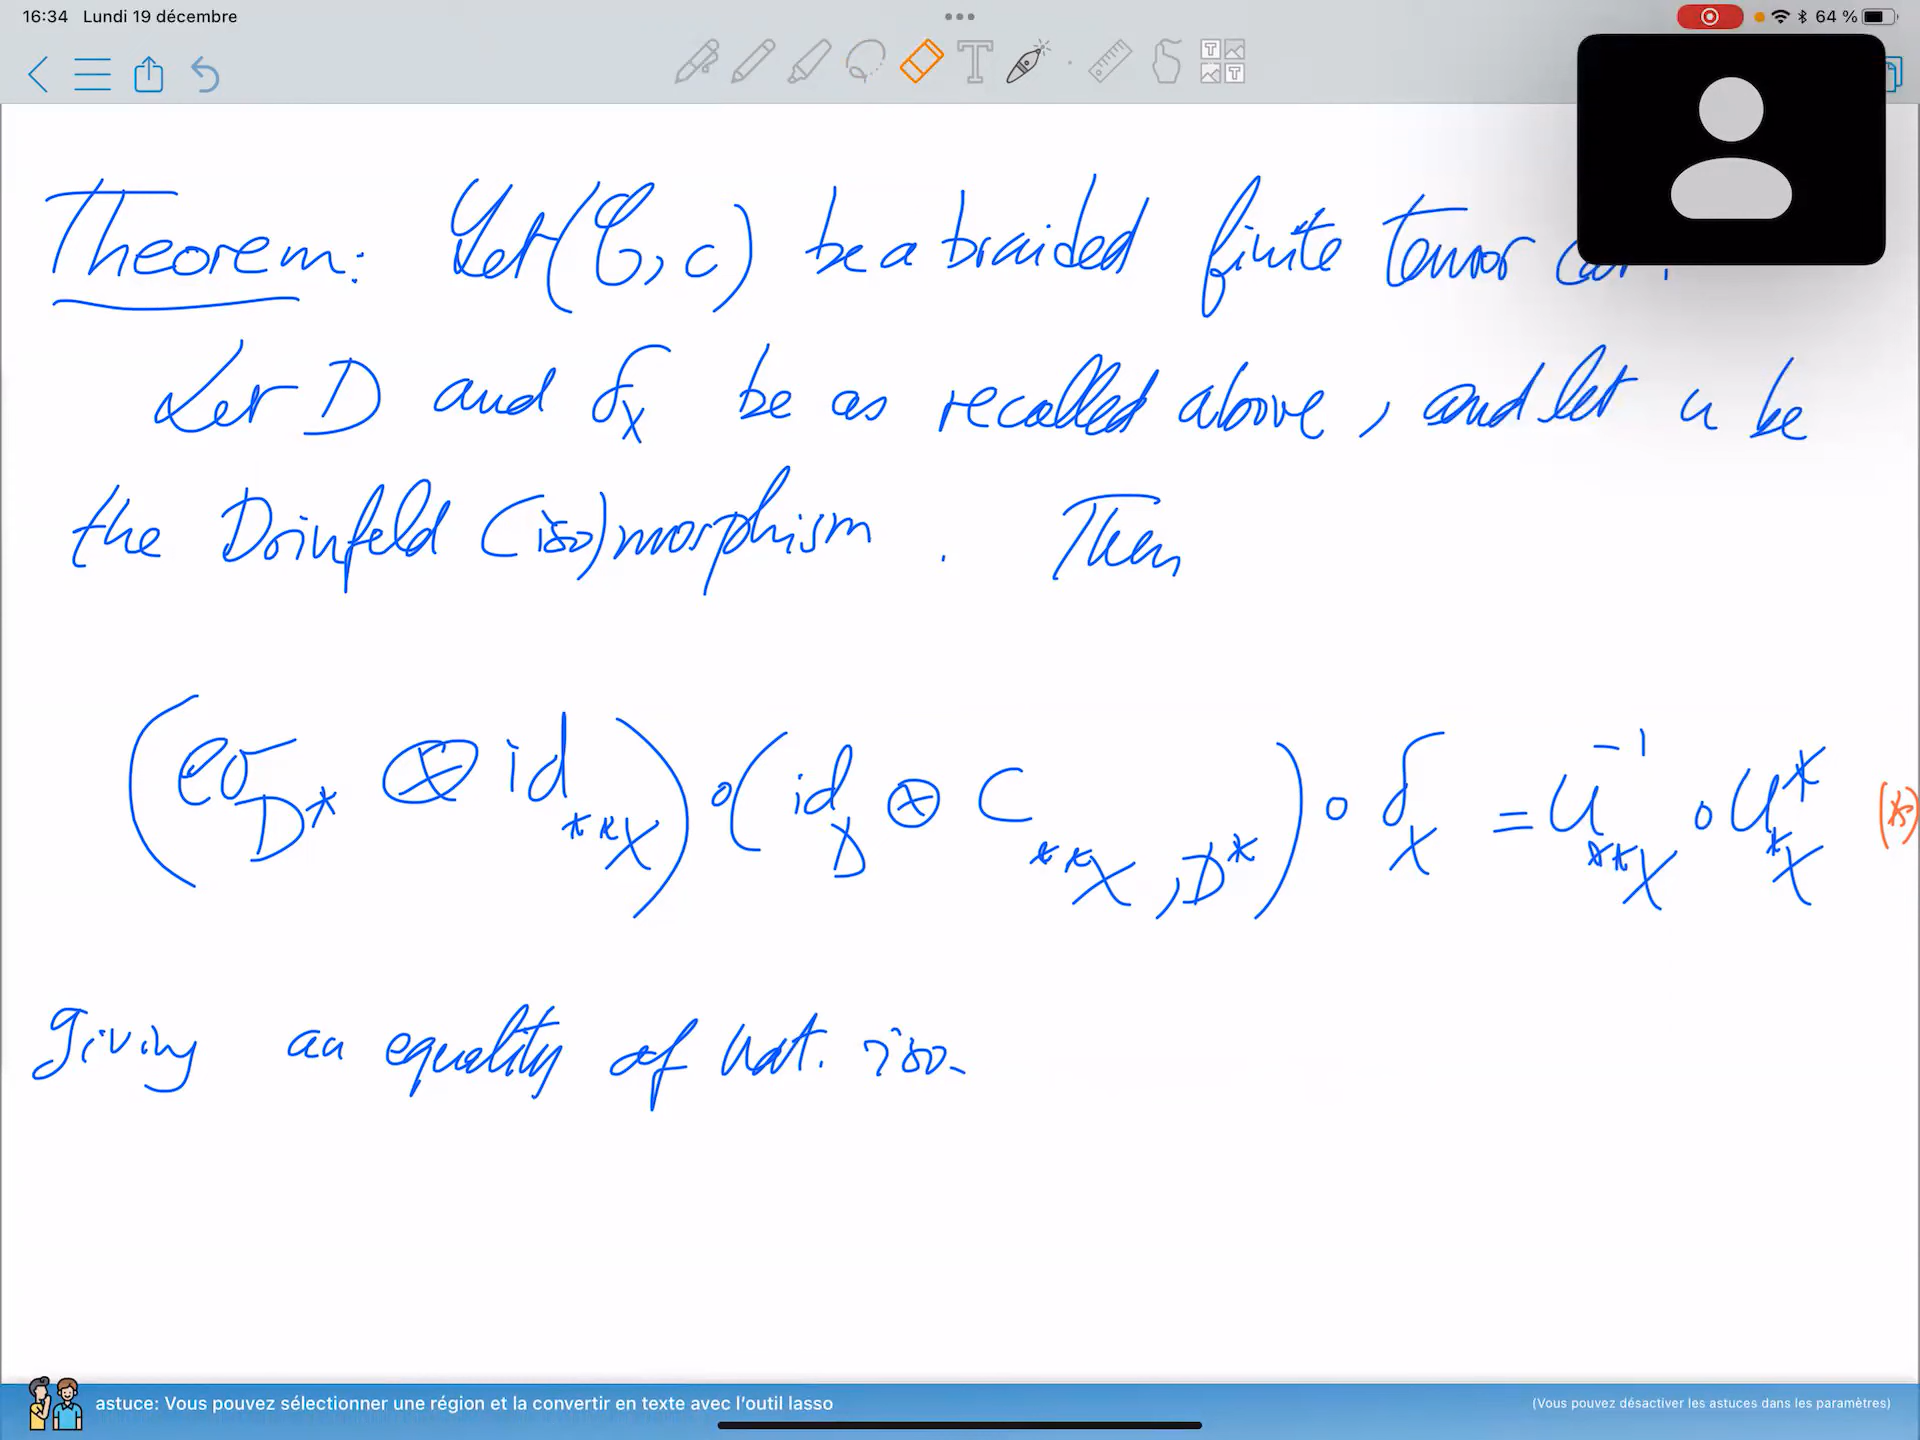 16:34 Lundi 19 décembre
64 %
Theorem: Let (C, c) be a braided finite tensor cat.
Let D and δ_X be as recalled above, and let u be
the Drinfeld (iso)morphism. Then
(ev_{D*} ⊗ id_{**X}) ∘ (id_D ⊗ C_{**X, D*}) ∘ δ_X = u^{-1}_{**X} ∘ u^*_{*X} (*)
giving an equality of nat. iso.
astuce: Vous pouvez sélectionner une région et la convertir en texte avec l'outil lasso
(Vous pouvez désactiver les astuces dans les paramètres)